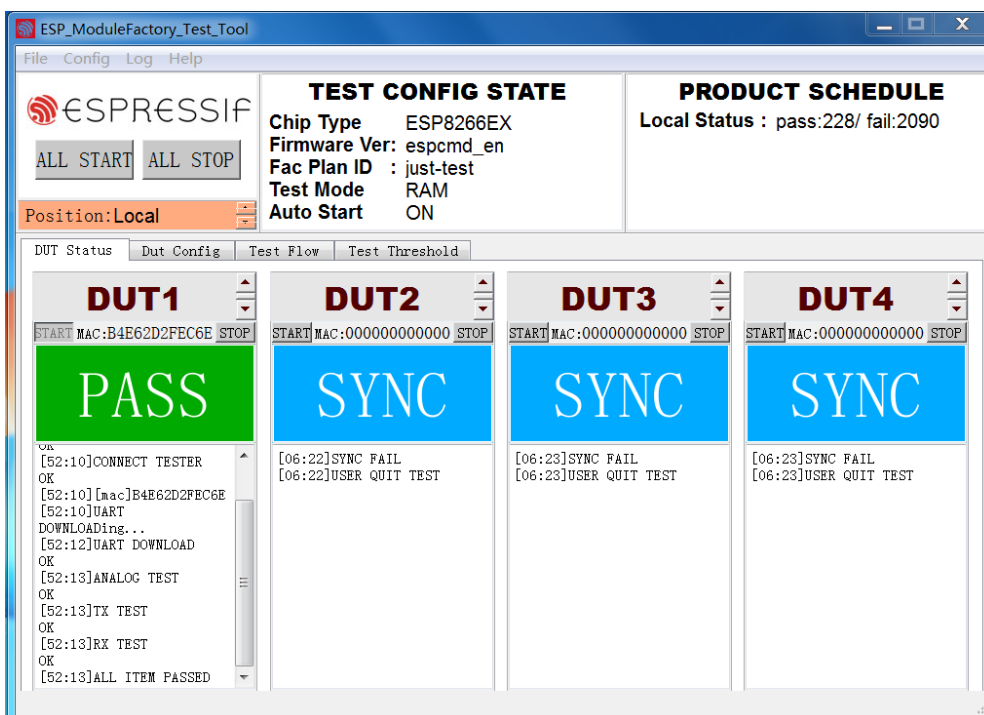 ESP_ModuleFactory_Test_Tool
File Config Log Help
ESPRESSIF
ALL START ALL STOP
Position:Local
TEST CONFIG STATE
Chip Type ESP8266EX
Firmware Ver: espcmd_en
Fac Plan ID : just-test
Test Mode RAM
Auto Start ON
PRODUCT SCHEDULE
Local Status : pass:228/ fail:2090
DUT Status Dut Config Test Flow Test Threshold
DUT1
START MAC:B4E62D2FEC6E STOP
PASS
OK
[52:10]CONNECT TESTER
OK
[52:10][mac]B4E62D2FEC6E
[52:10]UART
DOWNLOADing...
[52:12]UART DOWNLOAD
OK
[52:13]ANALOG TEST
OK
[52:13]TX TEST
OK
[52:13]RX TEST
OK
[52:13]ALL ITEM PASSED
DUT2
START MAC:000000000000 STOP
SYNC
[06:22]SYNC FAIL
[06:22]USER QUIT TEST
DUT3
START MAC:000000000000 STOP
SYNC
[06:23]SYNC FAIL
[06:23]USER QUIT TEST
DUT4
START MAC:000000000000 STOP
SYNC
[06:23]SYNC FAIL
[06:23]USER QUIT TEST